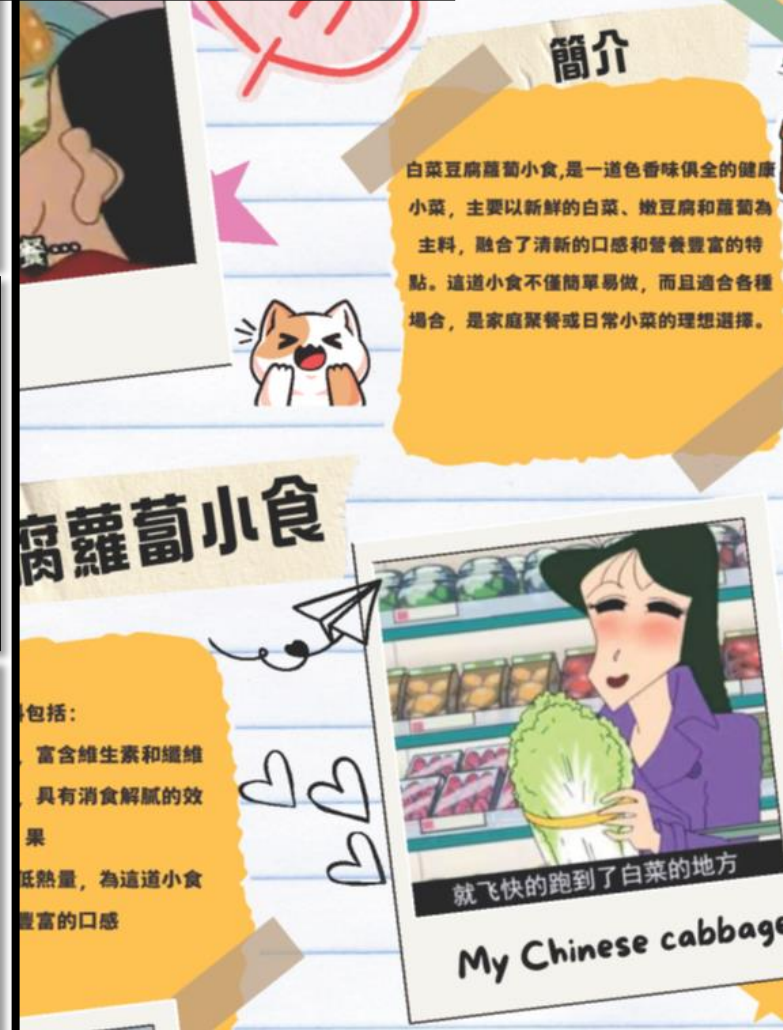 簡介
白菜豆腐蘿蔔小食,是一道色香味俱全的健康
小菜，主要以新鮮的白菜、嫩豆腐和蘿蔔為
主料，融合了清新的口感和營養豐富的特
點。這道小食不僅簡單易做，而且適合各種
場合，是家庭聚餐或日常小菜的理想選擇。
餐…
腐蘿蔔小食
包括：
，富含維生素和纖維
，具有消食解膩的效
果
低熱量，為這道小食
豐富的口感
就飞快的跑到了白菜的地方
My Chinese cabbage